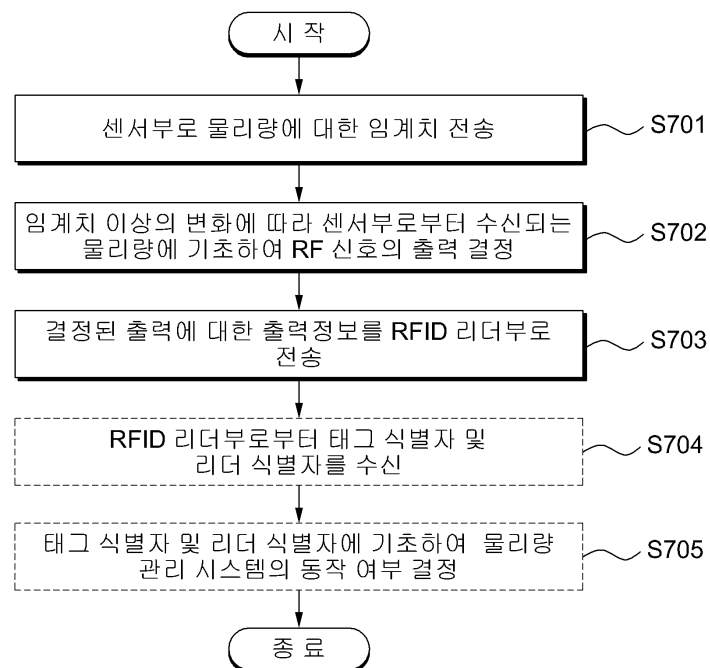 시 작
센서부로 물리량에 대한 임계치 전송
S701
임계치 이상의 변화에 따라 센서부로부터 수신되는
물리량에 기초하여 RF 신호의 출력 결정
S702
결정된 출력에 대한 출력정보를 RFID 리더부로
전송
S703
RFID 리더부로부터 태그 식별자 및
리더 식별자를 수신
S704
태그 식별자 및 리더 식별자에 기초하여 물리량
관리 시스템의 동작 여부 결정
S705
종 료